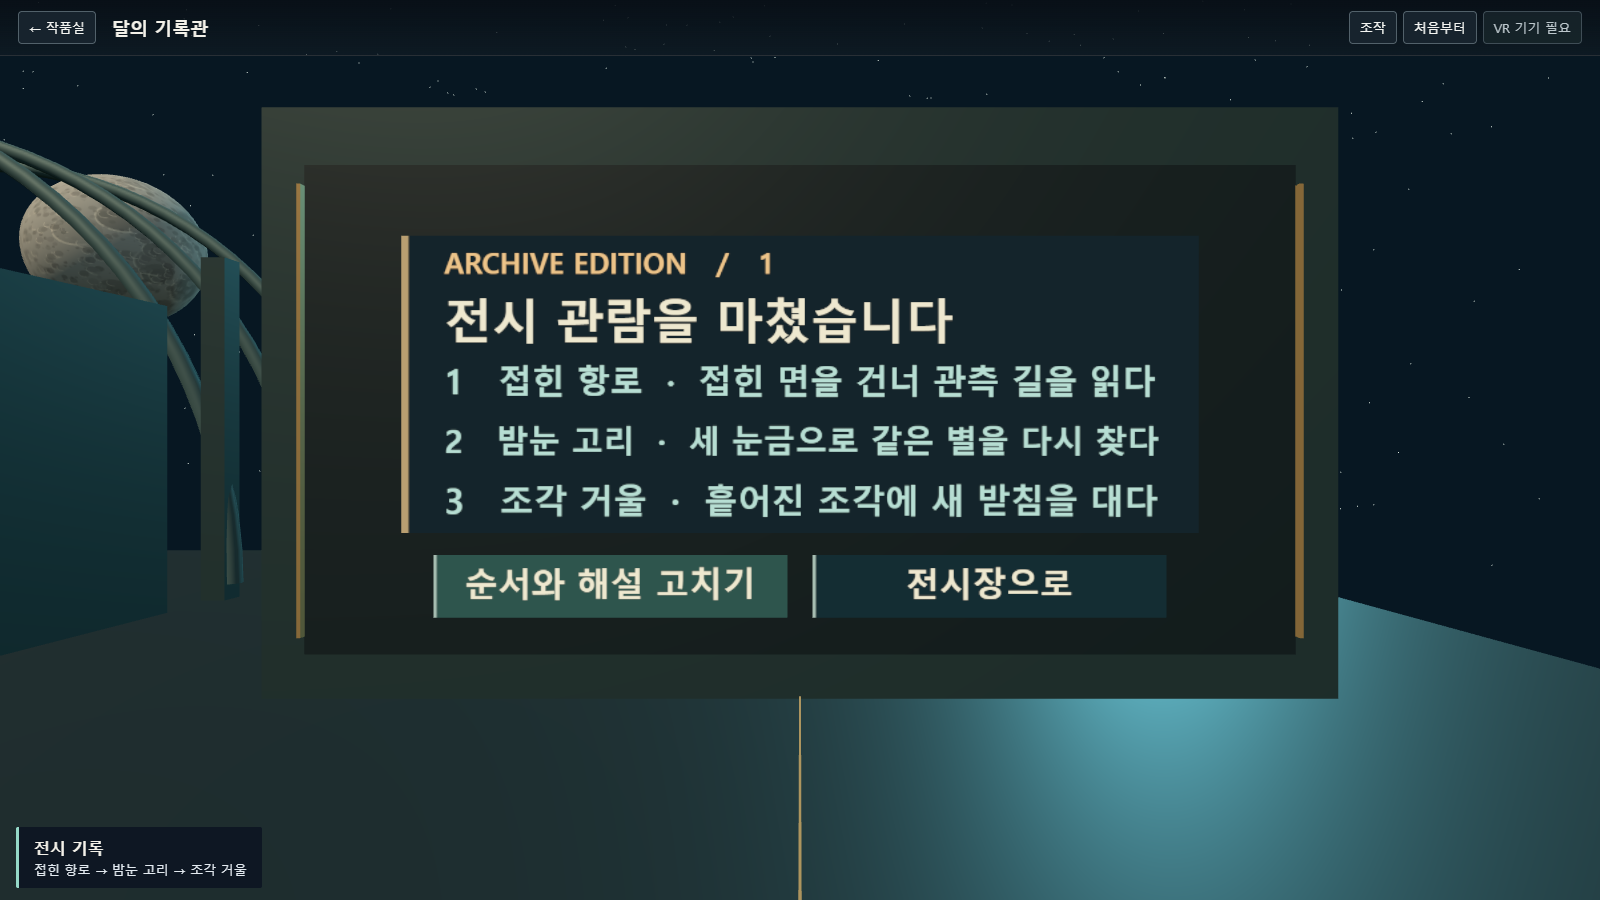 ← 작품실
달의 기록관
조작
처음부터
VR 기기 필요
ARCHIVE EDITION / 1
전시 관람을 마쳤습니다
1 접힌 항로 · 접힌 면을 건너 관측 길을 읽다
2 밤눈 고리 · 세 눈금으로 같은 별을 다시 찾다
3 조각 거울 · 흩어진 조각에 새 받침을 대다
순서와 해설 고치기
전시장으로
전시 기록
접힌 항로 → 밤눈 고리 → 조각 거울